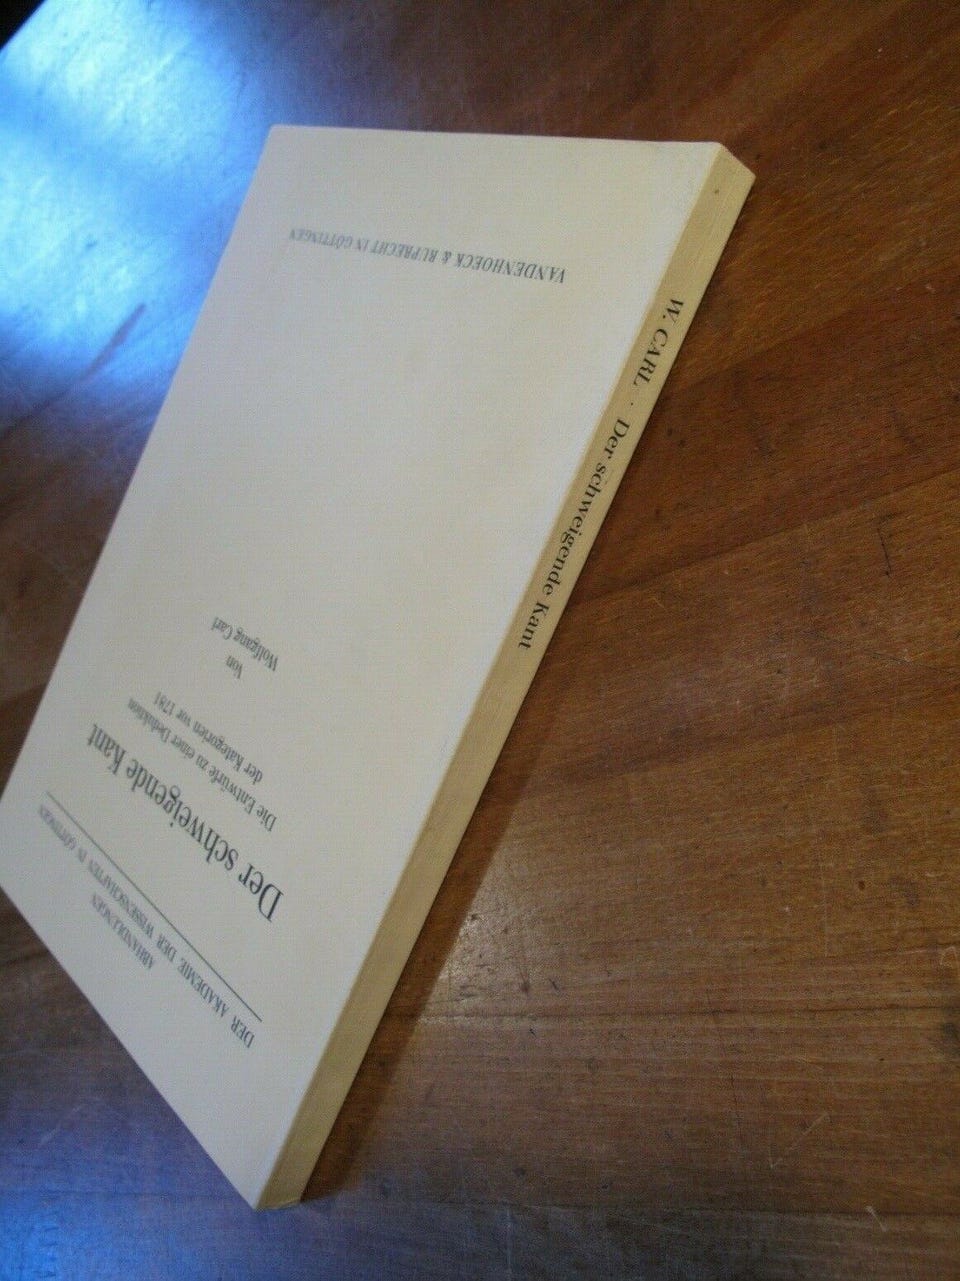 ABHANDLUNGEN
DER AKADEMIE DER WISSENSCHAFTEN IN GÖTTINGEN
Der schweigende Kant
Die Entwürfe zu einer Deduktion
der Kategorien vor 1781
Von
Wolfgang Carl
VANDENHOECK & RUPRECHT IN GÖTTINGEN
W. CARL · Der schweigende Kant